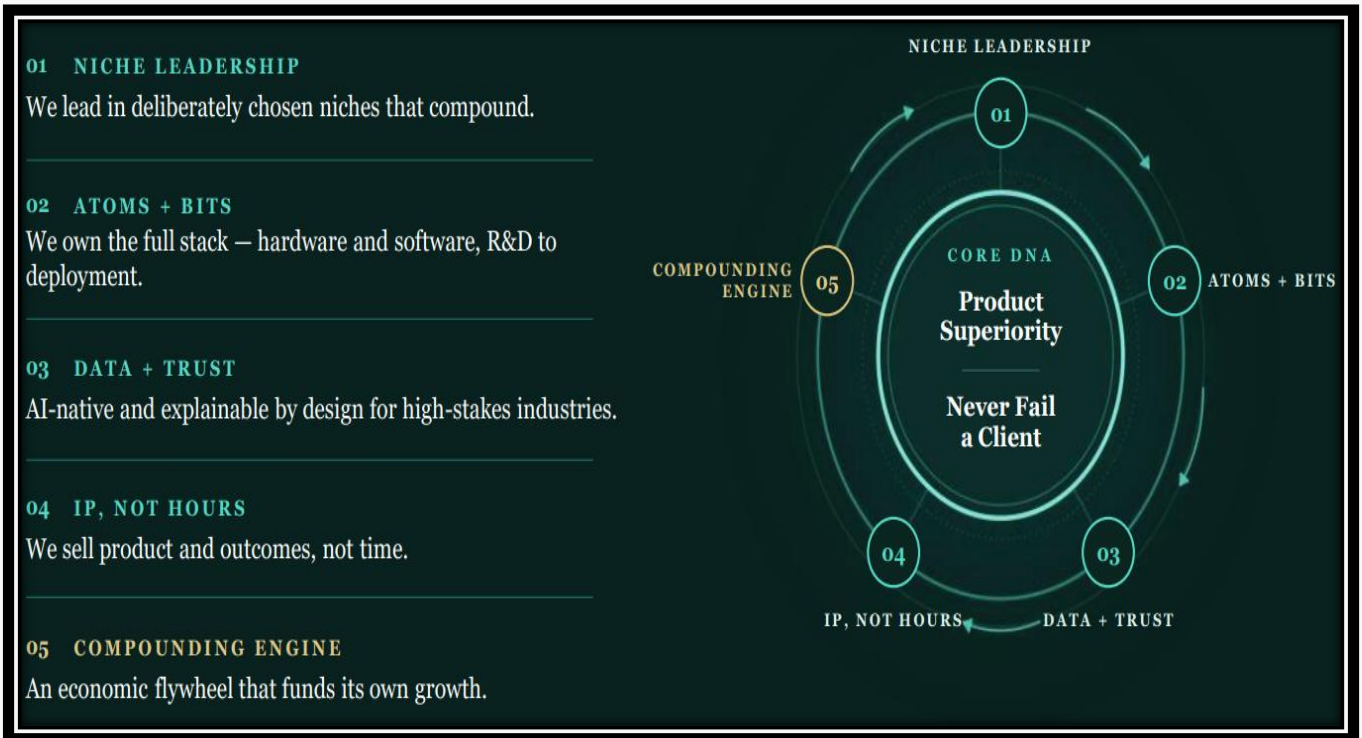 01 NICHE LEADERSHIP
We lead in deliberately chosen niches that compound.
02 ATOMS + BITS
We own the full stack — hardware and software, R&D to
deployment.
03 DATA + TRUST
AI-native and explainable by design for high-stakes industries.
04 IP, NOT HOURS
We sell product and outcomes, not time.
05 COMPOUNDING ENGINE
An economic flywheel that funds its own growth.
NICHE LEADERSHIP
01
COMPOUNDING
ENGINE
05
CORE DNA
Product
Superiority
Never Fail
a Client
02
ATOMS + BITS
04
03
IP, NOT HOURS
DATA + TRUST